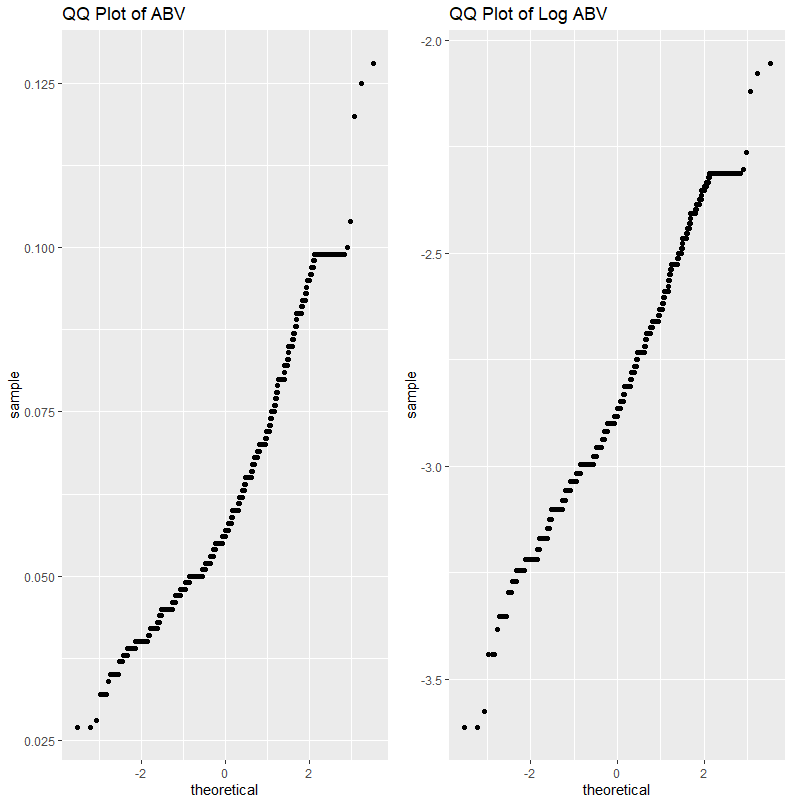 QQ Plot of ABV
0.125
0.100
0.075
0.050
0.025
sample
-2
0
2
theoretical
QQ Plot of Log ABV
-2.0
-2.5
-3.0
-3.5
sample
-2
0
2
theoretical